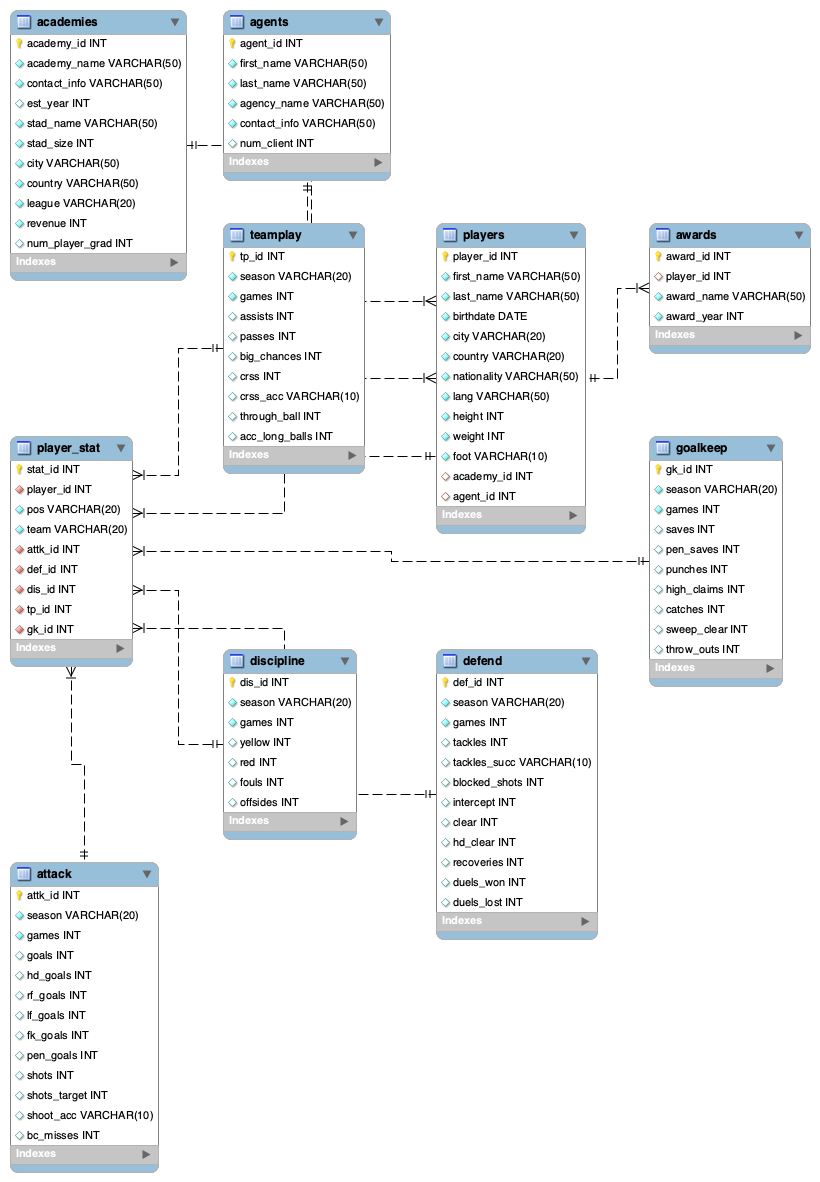 academies
academy_id INT
academy_name VARCHAR(50)
contact_info VARCHAR(50)
est_year INT
stad_name VARCHAR(50)
stad_size INT
city VARCHAR(50)
country VARCHAR(50)
league VARCHAR(20)
revenue INT
num_player_grad INT
Indexes
agents
agent_id INT
first_name VARCHAR(50)
last_name VARCHAR(50)
agency_name VARCHAR(50)
contact_info VARCHAR(50)
num_client INT
Indexes
teamplay
tp_id INT
season VARCHAR(20)
games INT
assists INT
passes INT
big_chances INT
crss INT
crss_acc VARCHAR(10)
through_ball INT
acc_long_balls INT
Indexes
players
player_id INT
first_name VARCHAR(50)
last_name VARCHAR(50)
birthdate DATE
city VARCHAR(20)
country VARCHAR(20)
nationality VARCHAR(50)
lang VARCHAR(50)
height INT
weight INT
foot VARCHAR(10)
academy_id INT
agent_id INT
Indexes
awards
award_id INT
player_id INT
award_name VARCHAR(50)
award_year INT
Indexes
player_stat
stat_id INT
player_id INT
pos VARCHAR(20)
team VARCHAR(20)
attk_id INT
def_id INT
dis_id INT
tp_id INT
gk_id INT
Indexes
goalkeep
gk_id INT
season VARCHAR(20)
games INT
saves INT
pen_saves INT
punches INT
high_claims INT
catches INT
sweep_clear INT
throw_outs INT
Indexes
discipline
dis_id INT
season VARCHAR(20)
games INT
yellow INT
red INT
fouls INT
offsides INT
Indexes
defend
def_id INT
season VARCHAR(20)
games INT
tackles INT
tackles_succ VARCHAR(10)
blocked_shots INT
intercept INT
clear INT
hd_clear INT
recoveries INT
duels_won INT
duels_lost INT
Indexes
attack
attk_id INT
season VARCHAR(20)
games INT
goals INT
hd_goals INT
rf_goals INT
lf_goals INT
fk_goals INT
pen_goals INT
shots INT
shots_target INT
shoot_acc VARCHAR(10)
bc_misses INT
Indexes